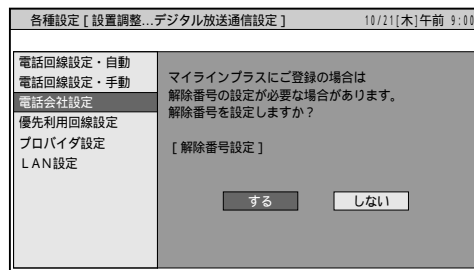 各種設定 [ 設置調整...デジタル放送通信設定 ] 10/21[木]午前 9:00
電話回線設定・自動
電話回線設定・手動
電話会社設定
優先利用回線設定
プロバイダ設定
ＬＡＮ設定
マイラインプラスにご登録の場合は
解除番号の設定が必要な場合があります。
解除番号を設定しますか？
[ 解除番号設定 ]
する しない